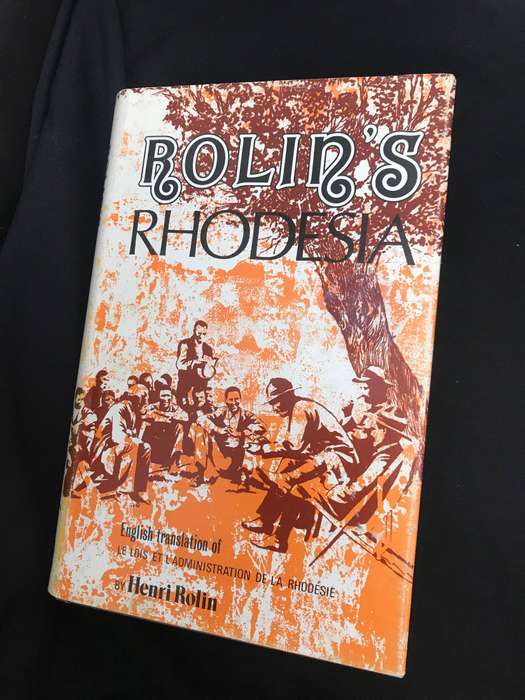 ROLIN'S
RHODESIA
English translation of
LE LOIS ET L'ADMINISTRATION DE LA RHODÉSIE
BY Henri Rolin